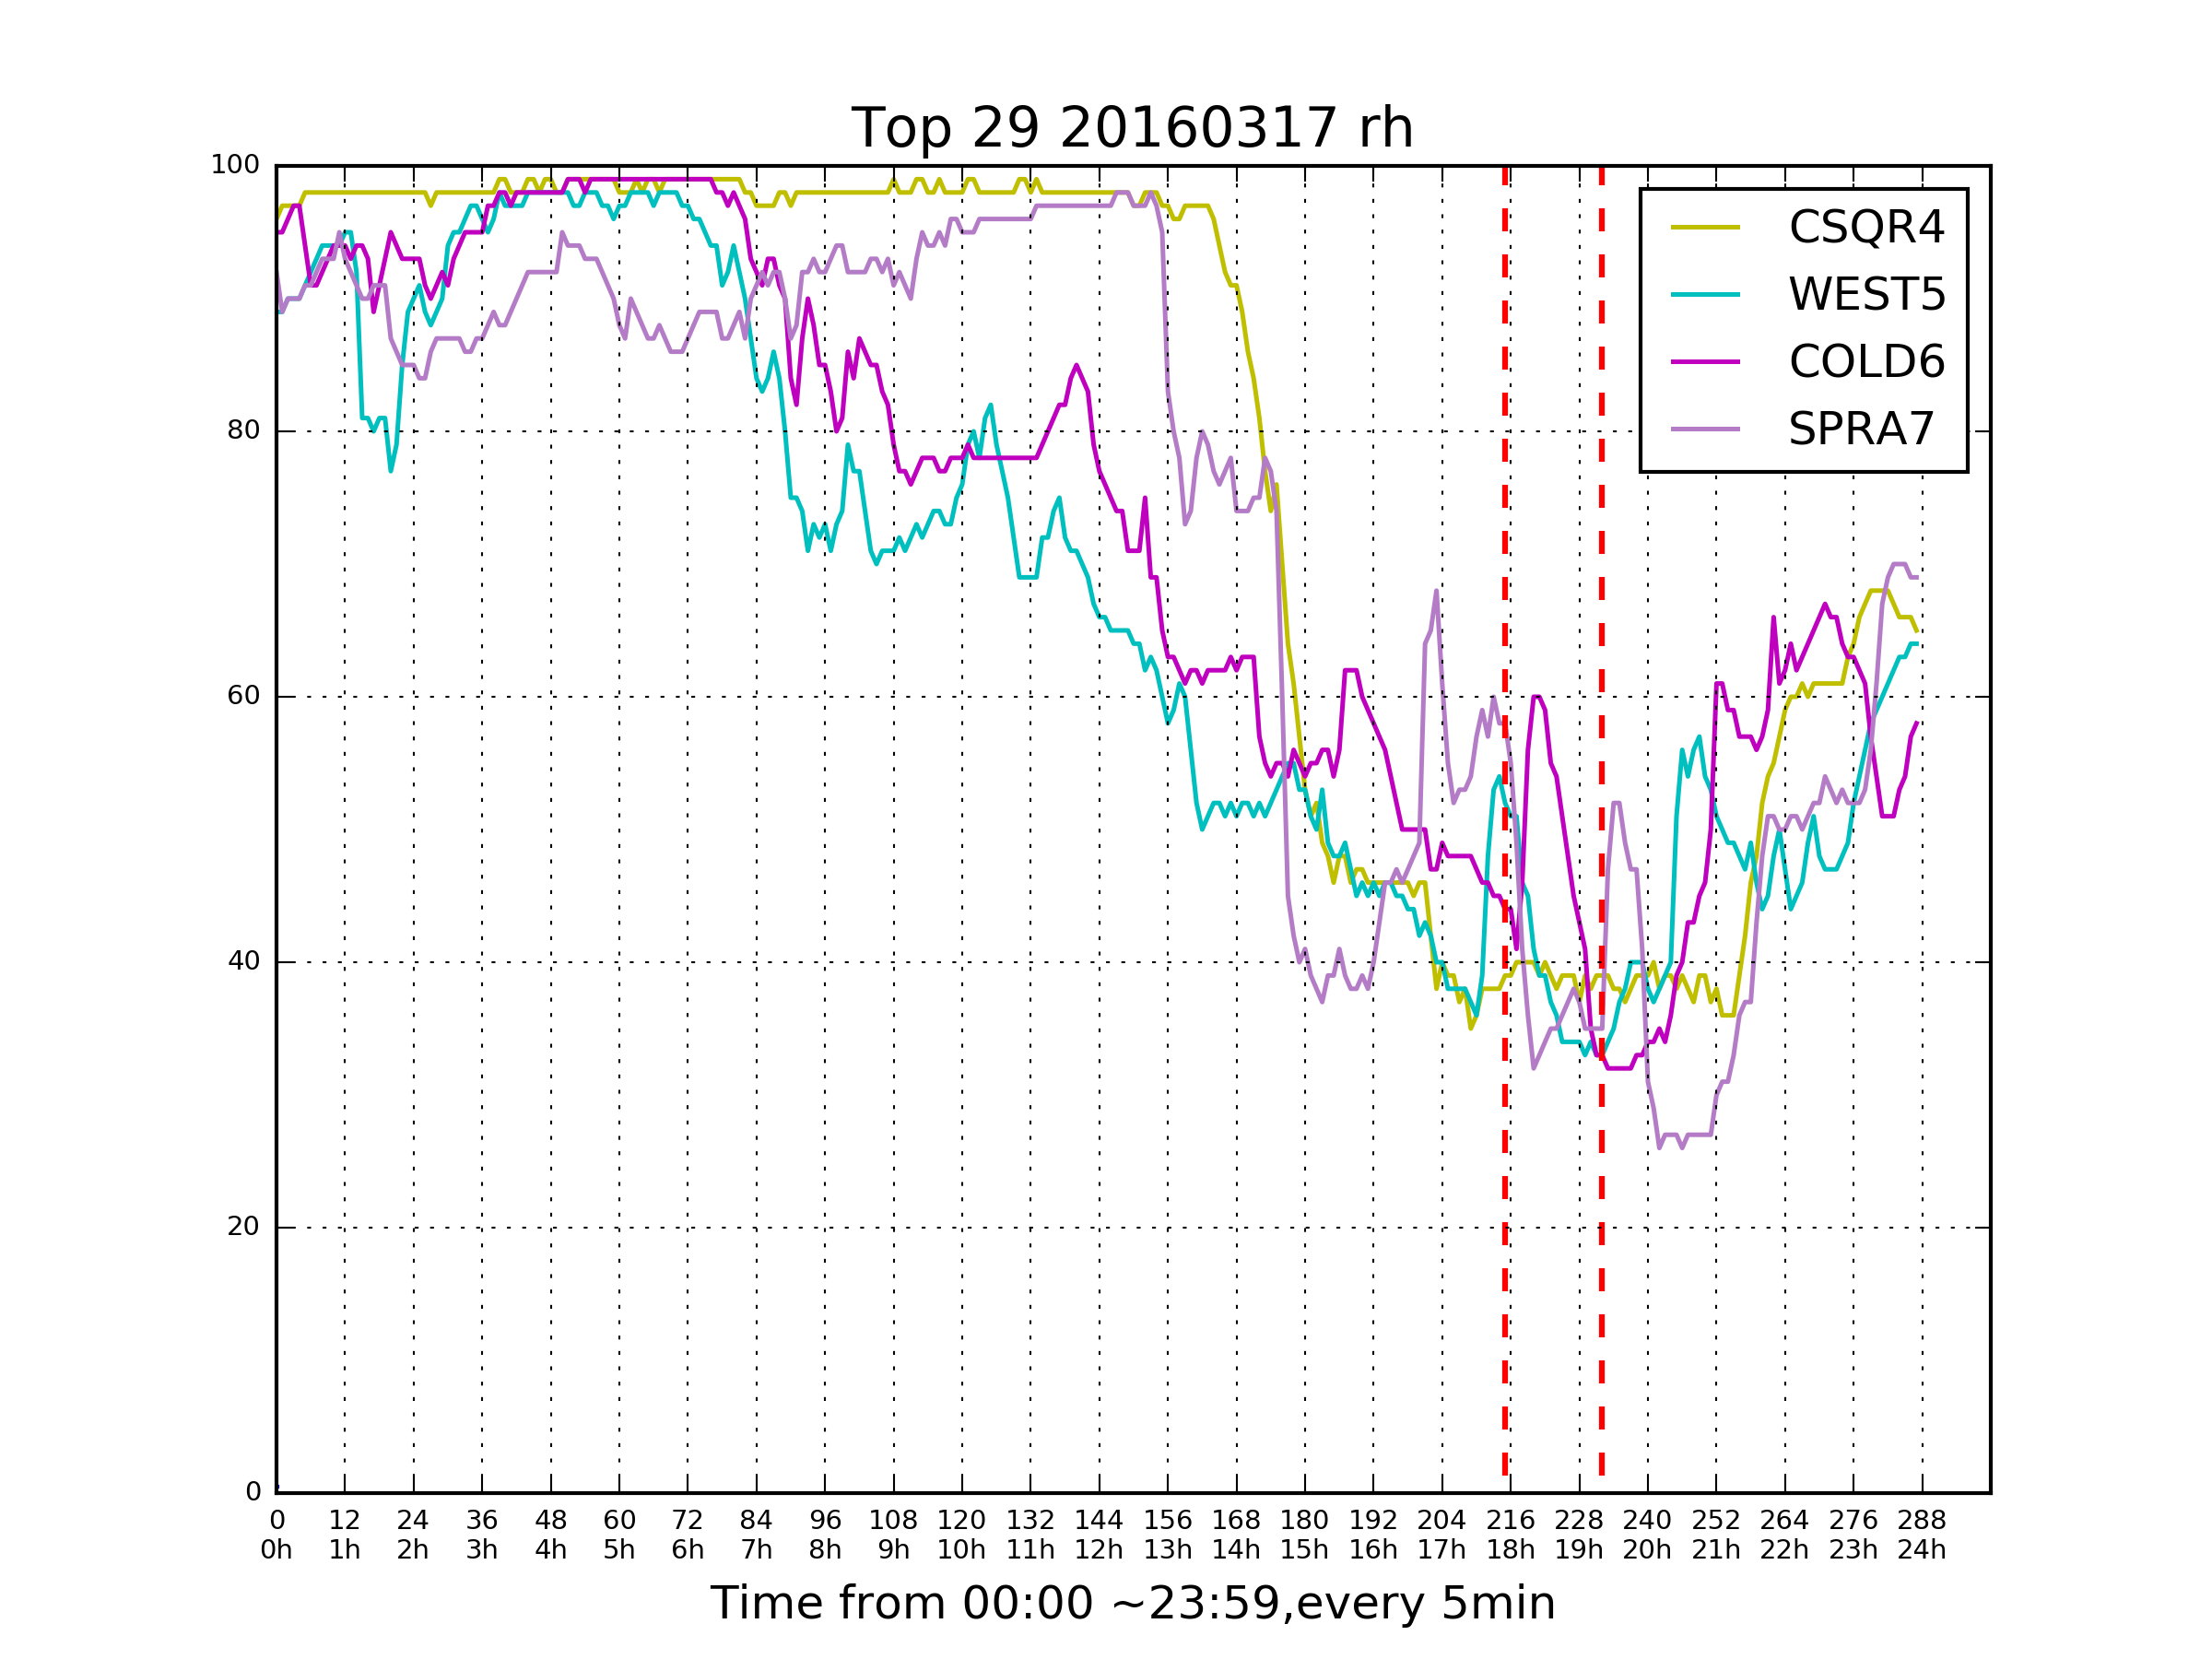 Top 29 20160317 rh
100
80
60
40
20
0
CSQR4
WEST5
COLD6
SPRA7
0 12 24 36 48 60 72 84 96 108 120 132 144 156 168 180 192 204 216 228 240 252 264 276 288
0h 1h 2h 3h 4h 5h 6h 7h 8h 9h 10h 11h 12h 13h 14h 15h 16h 17h 18h 19h 20h 21h 22h 23h 24h
Time from 00:00 ~23:59,every 5min